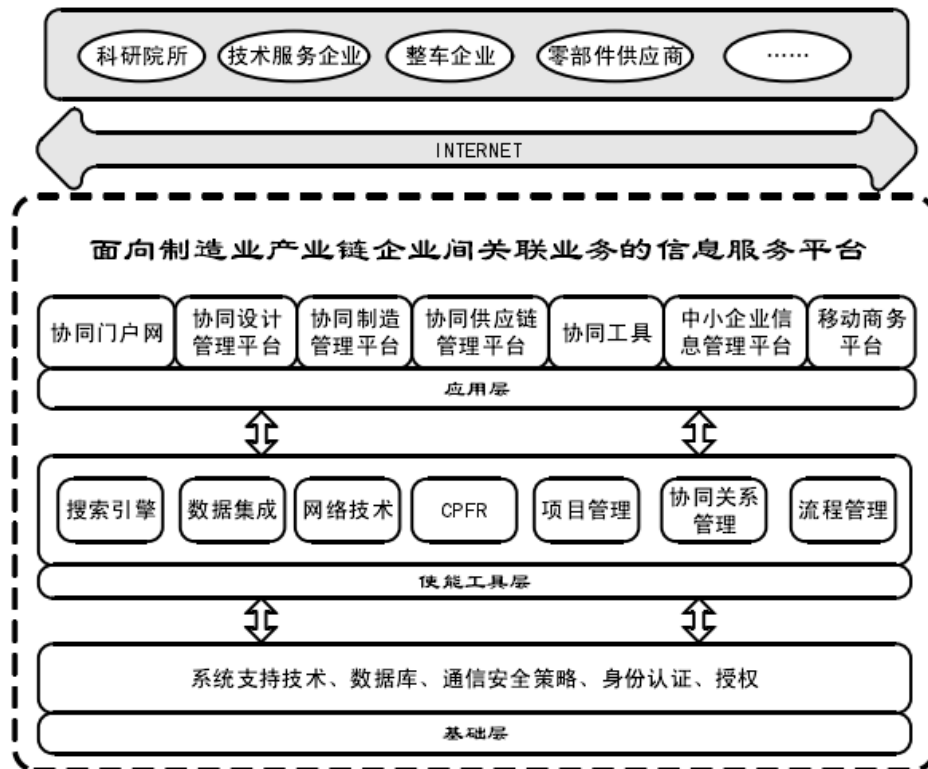 科研院所 技术服务企业 整车企业 零部件供应商 ……
INTERNET
面向制造业产业链企业间关联业务的信息服务平台
协同门户网
协同设计
管理平台
协同制造
管理平台
协同供应链
管理平台
协同工具
中小企业信
息管理平台
移动商务
平台
应用层
搜索引擎
数据集成
网络技术
CPFR
项目管理
协同关系
管理
流程管理
使能工具层
系统支持技术、数据库、通信安全策略、身份认证、授权
基础层